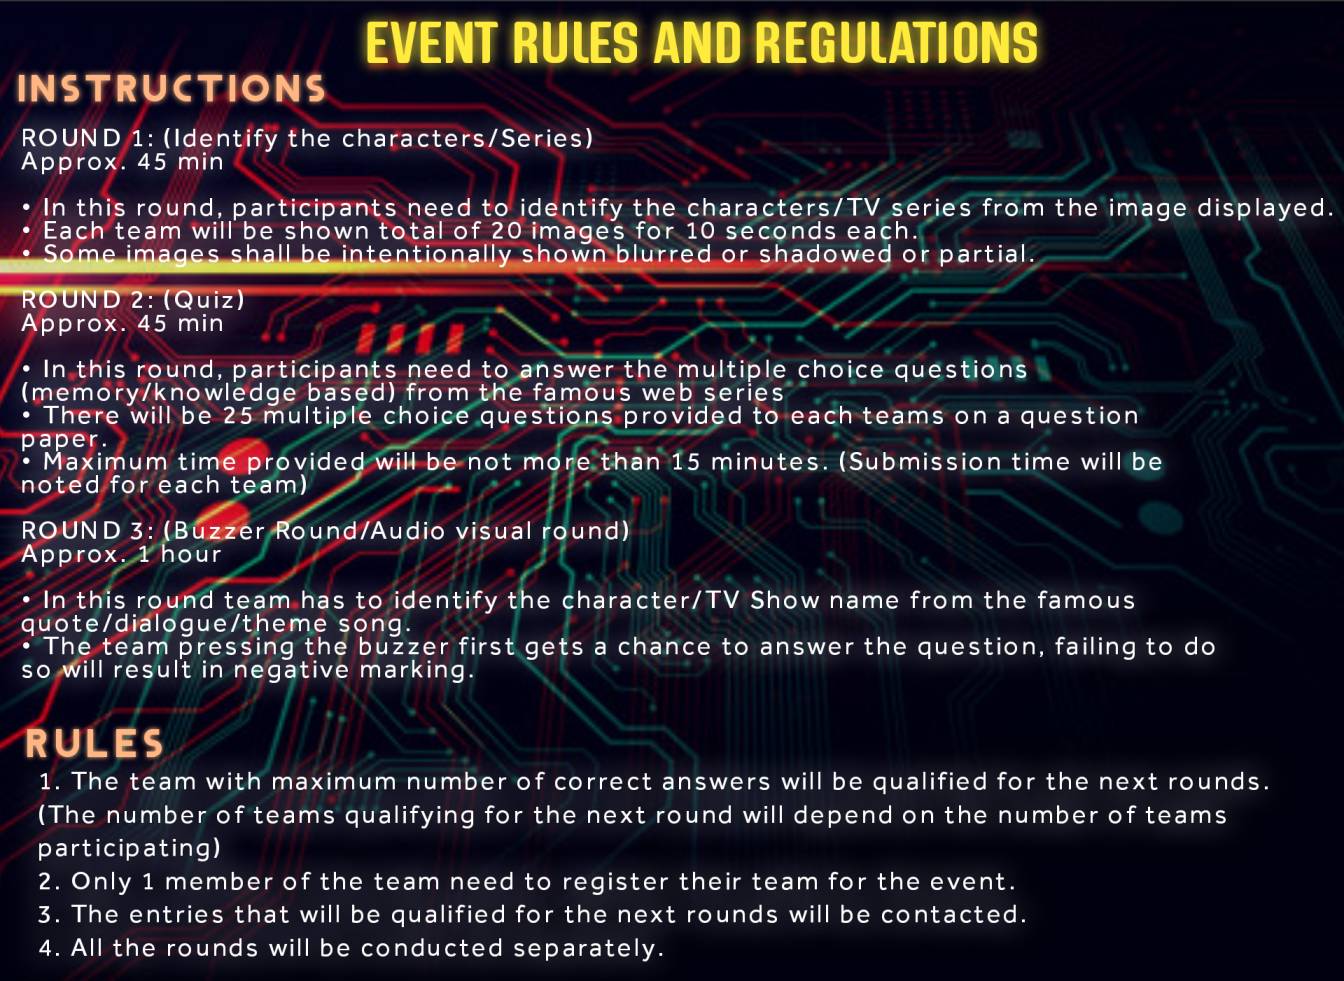 EVENT RULES AND REGULATIONS
INSTRUCTIONS
ROUND 1: (Identify the characters/Series)
Approx. 45 min
• In this round, participants need to identify the characters/TV series from the image displayed.
• Each team will be shown total of 20 images for 10 seconds each.
• Some images shall be intentionally shown blurred or shadowed or partial.
ROUND 2: (Quiz)
Approx. 45 min
• In this round, participants need to answer the multiple choice questions
(memory/knowledge based) from the famous web series
• There will be 25 multiple choice questions provided to each teams on a question
paper.
• Maximum time provided will be not more than 15 minutes. (Submission time will be
noted for each team)
ROUND 3: (Buzzer Round/Audio visual round)
Approx. 1 hour
• In this round team has to identify the character/TV Show name from the famous
quote/dialogue/theme song.
• The team pressing the buzzer first gets a chance to answer the question, failing to do
so will result in negative marking.
RULES
1. The team with maximum number of correct answers will be qualified for the next rounds.
(The number of teams qualifying for the next round will depend on the number of teams
participating)
2. Only 1 member of the team need to register their team for the event.
3. The entries that will be qualified for the next rounds will be contacted.
4. All the rounds will be conducted separately.